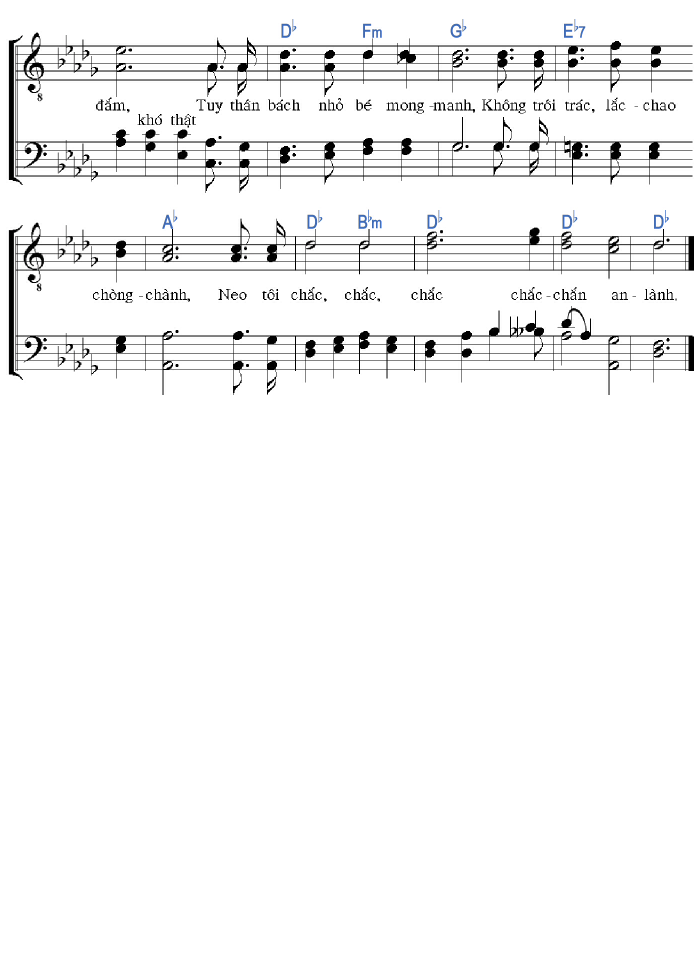 D♭ Fm G♭ E♭7
đắm, Tuy thân bách nhỏ bé mong-manh, Không trôi trác, lắc-chao
khó thật
A♭ D♭ B♭m D♭ D♭ D♭
chòng-chành, Neo tôi chắc, chắc, chắc chắc-chắn an-lành.